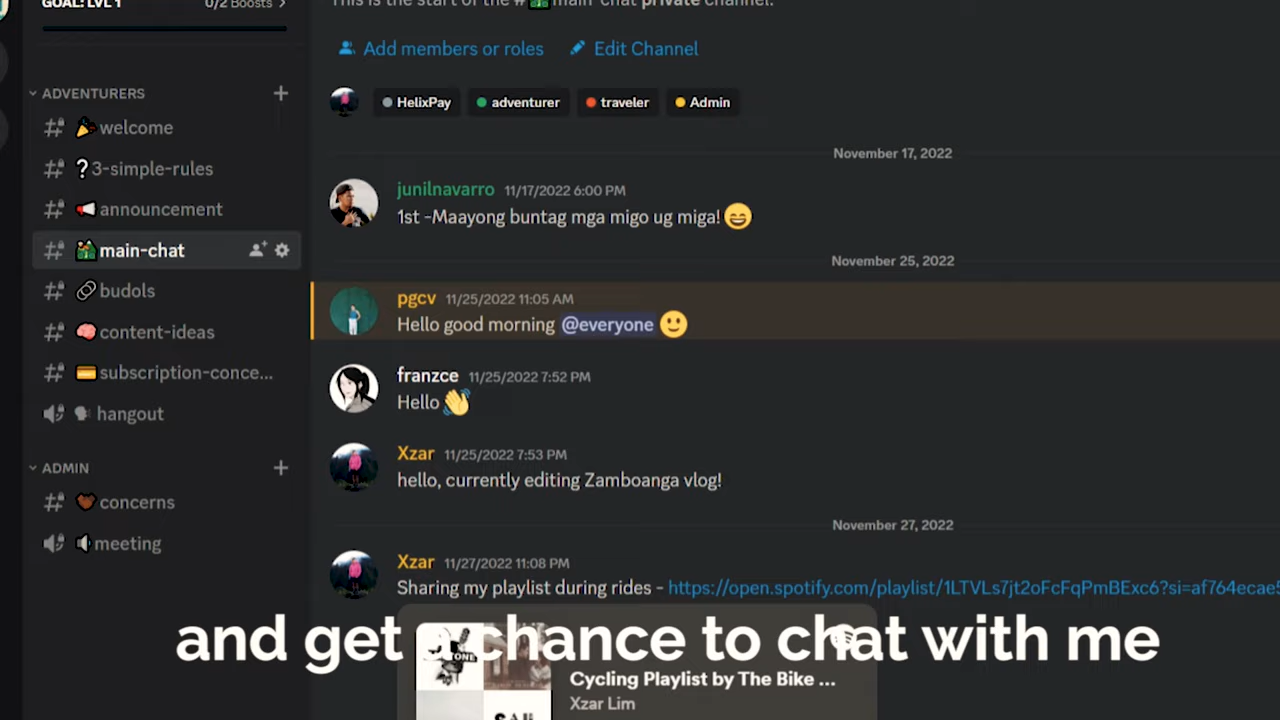 GOAL: LVL 1
0/2 Boosts >
ADVENTURERS
welcome
3-simple-rules
announcement
main-chat
budols
content-ideas
subscription-conce...
hangout
ADMIN
concerns
meeting
This is the start of the # main-chat private channel.
Add members or roles Edit Channel
HelixPay adventurer traveler Admin
November 17, 2022
junilnavarro 11/17/2022 6:00 PM
1st -Maayong buntag mga migo ug miga!
November 25, 2022
pgcv 11/25/2022 11:05 AM
Hello good morning @everyone
franzce 11/25/2022 7:52 PM
Hello
Xzar 11/25/2022 7:53 PM
hello, currently editing Zamboanga vlog!
November 27, 2022
Xzar 11/27/2022 11:08 PM
Sharing my playlist during rides - https://open.spotify.com/playlist/1LTVLs7jt2oFcFqPmBExc6?si=af764ecae5
and get a chance to chat with me
Cycling Playlist by The Bike ...
Xzar Lim